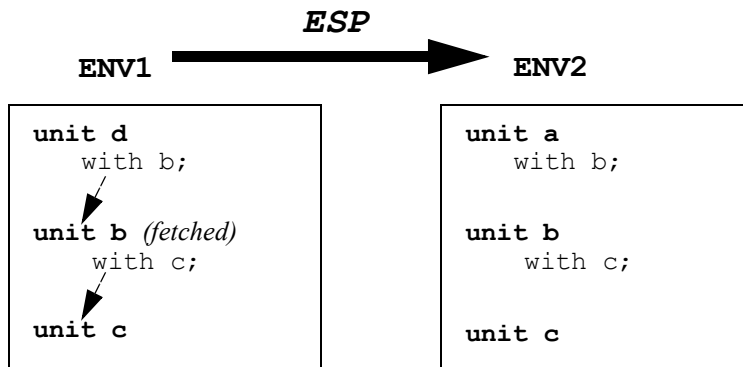 ESP
ENV1
ENV2
unit d
with b;
unit b (fetched)
with c;
unit c
unit a
with b;
unit b
with c;
unit c